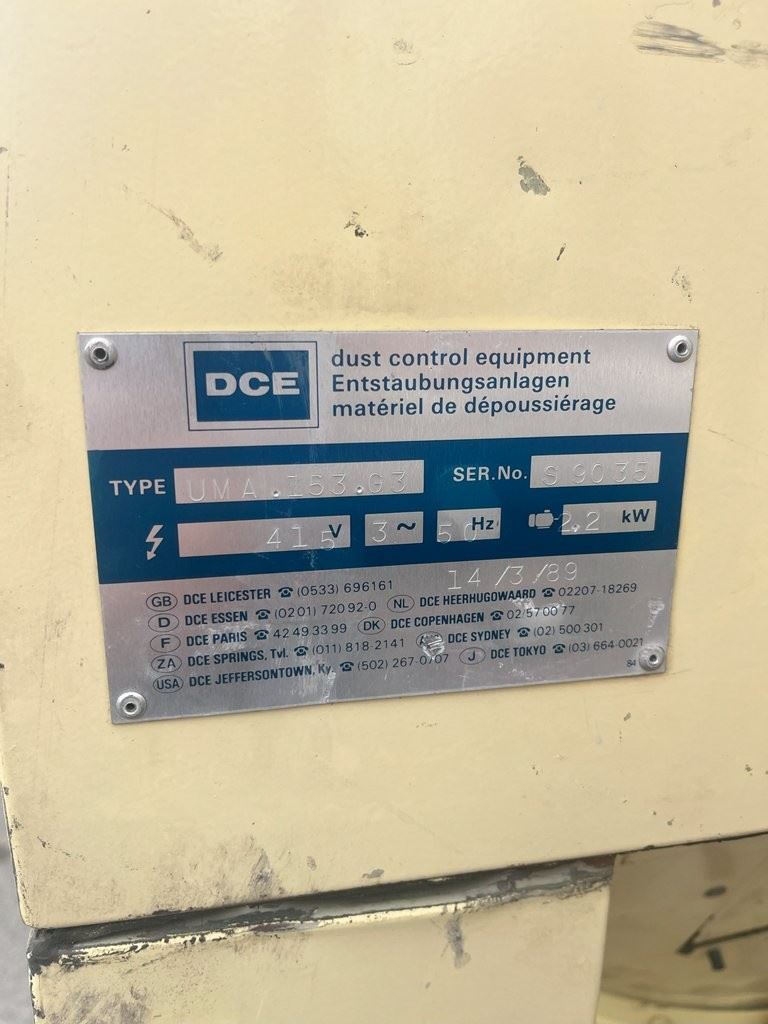 DCE
dust control equipment
Entstaubungsanlagen
matériel de dépoussiérage
TYPE UMA.153.G3 SER.No. S9035
415 V 3~ 50 Hz 2,2 kW
14/3/89
GB DCE LEICESTER ☎ (0533) 696161
D DCE ESSEN ☎ (0201) 720 92-0 NL DCE HEERHUGOWAARD ☎ 02207-18269
F DCE PARIS ☎ 42 49 33 99 DK DCE COPENHAGEN ☎ 02/57 00 77
ZA DCE SPRINGS, Tvl. ☎ (011) 818-2141 DCE SYDNEY ☎ (02) 500 301
USA DCE JEFFERSONTOWN, Ky. ☎ (502) 267-0707 J DCE TOKYO ☎ (03) 664-0021
84